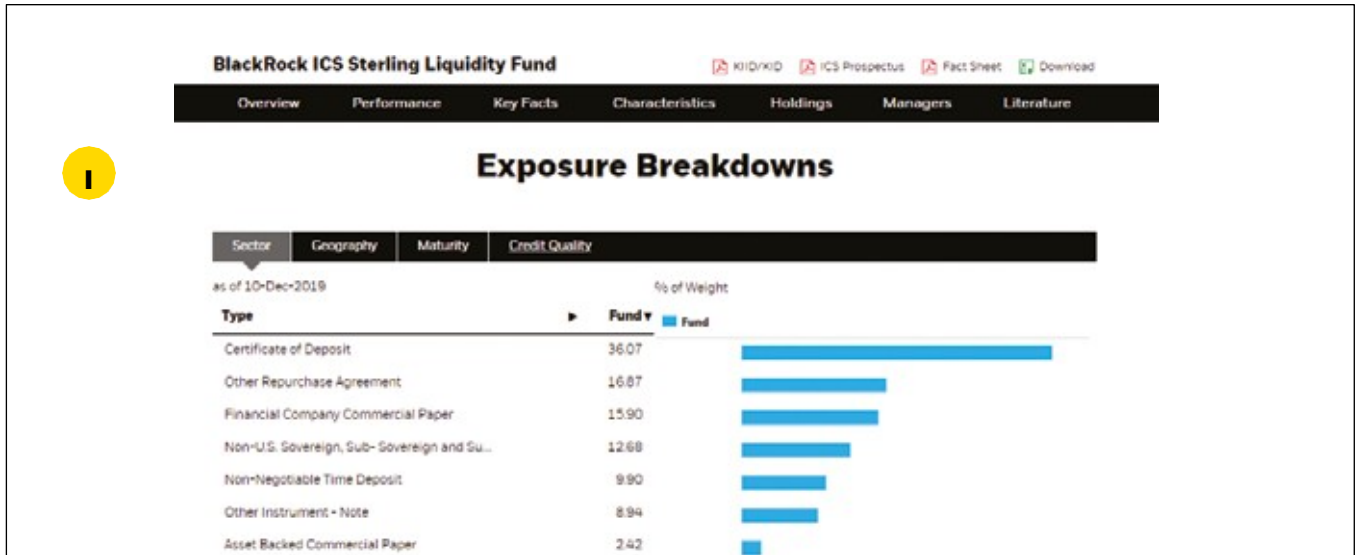 BlackRock ICS Sterling Liquidity Fund KIID/KID ICS Prospectus Fact Sheet Download
Overview Performance Key Facts Characteristics Holdings Managers Literature
I
Exposure Breakdowns
Sector Geography Maturity Credit Quality
as of 10-Dec-2019 % of Weight
Type ▶ Fund ▼ Fund
Certificate of Deposit 36.07
Other Repurchase Agreement 16.87
Financial Company Commercial Paper 15.90
Non-U.S. Sovereign, Sub- Sovereign and Su... 12.68
Non-Negotiable Time Deposit 9.90
Other Instrument - Note 8.94
Asset Backed Commercial Paper 2.42